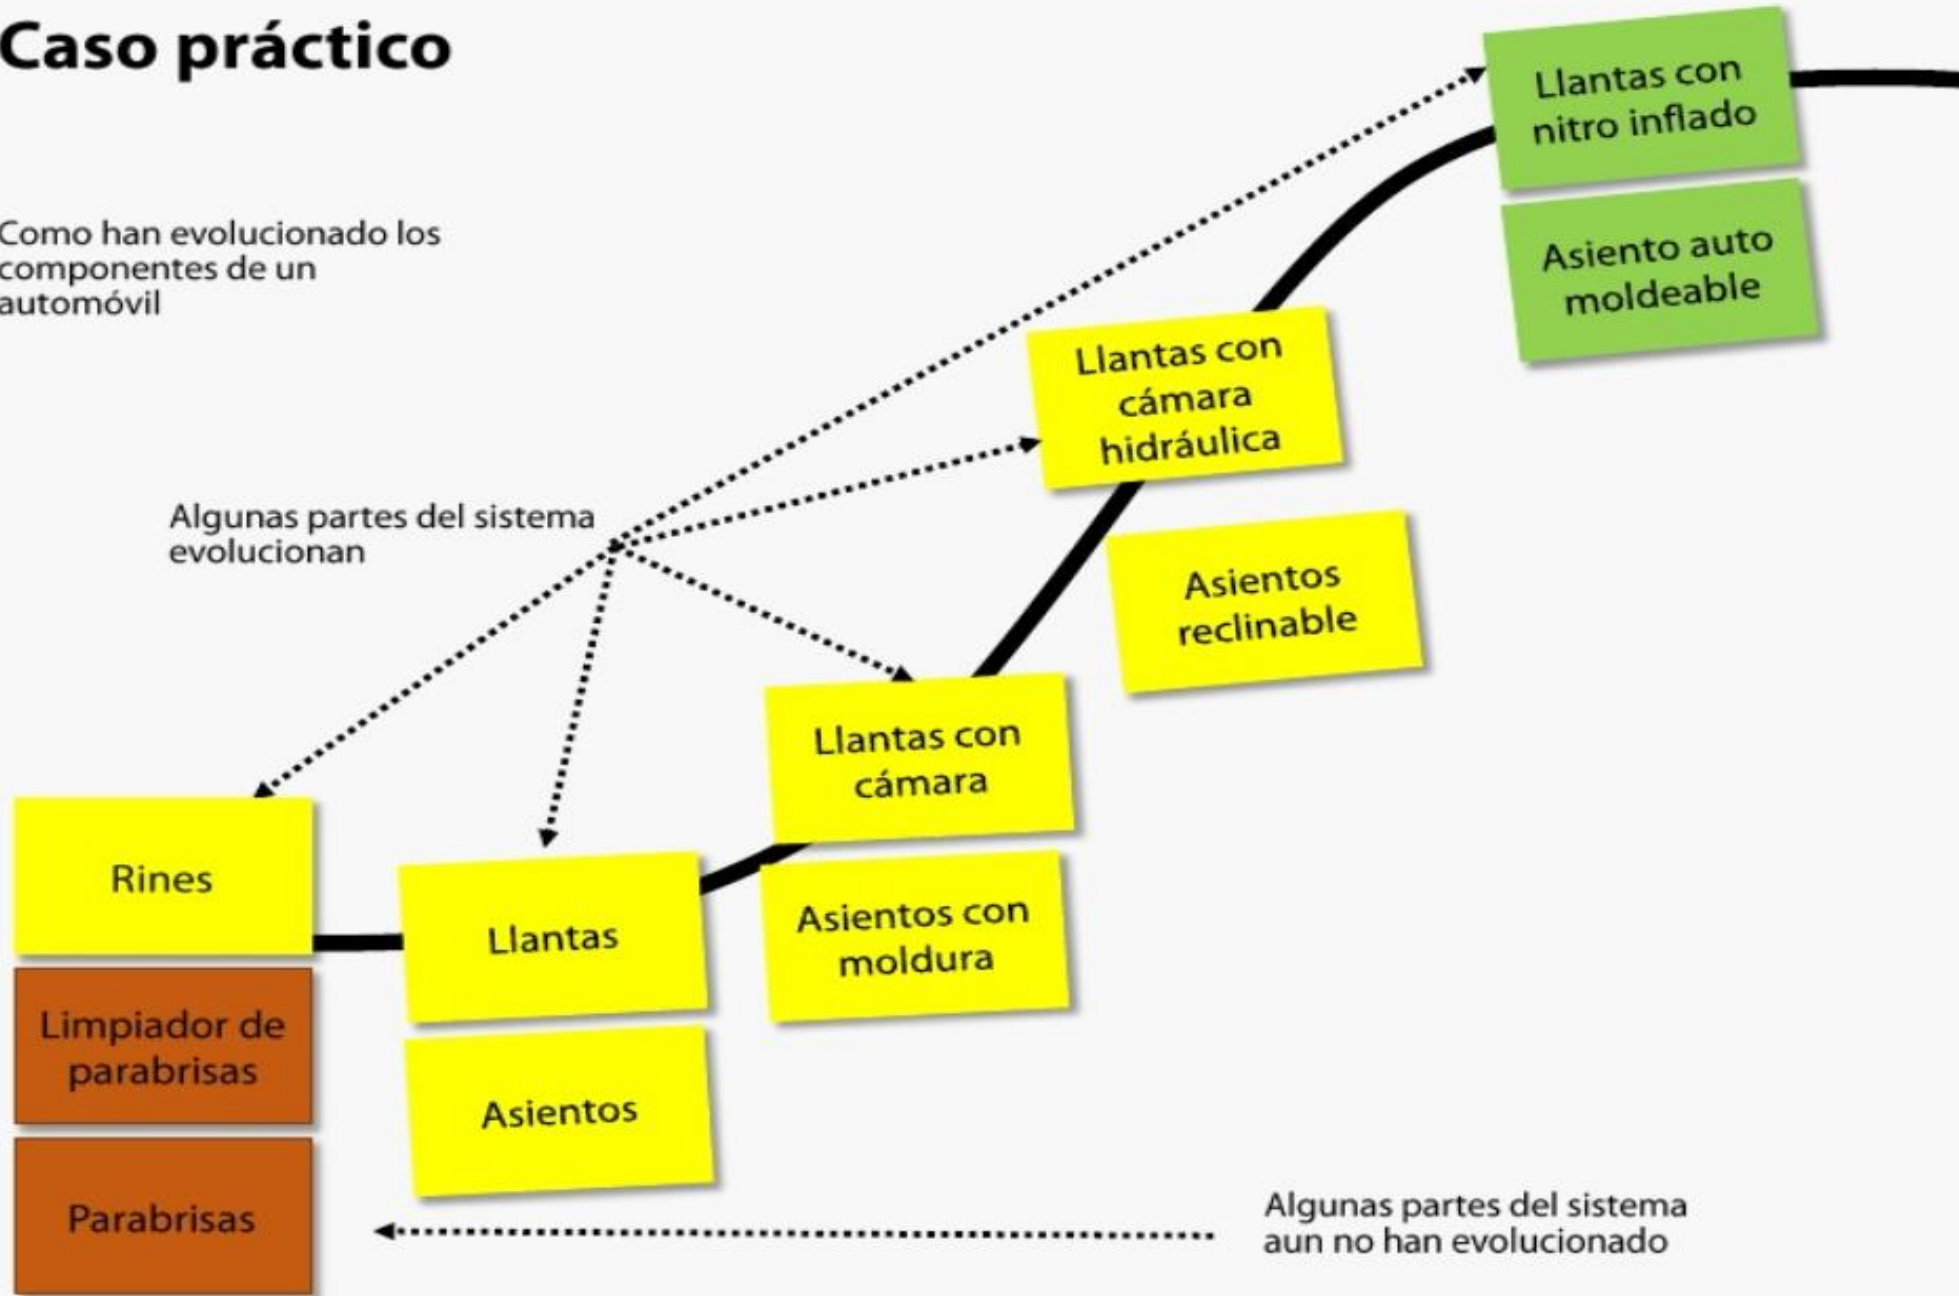 Caso práctico
Como han evolucionado los
componentes de un
automóvil
Algunas partes del sistema
evolucionan
Llantas con
nitro inflado
Asiento auto
moldeable
Llantas con
cámara
hidráulica
Asientos
reclinable
Llantas con
cámara
Asientos con
moldura
Rines
Llantas
Limpiador de
parabrisas
Asientos
Parabrisas
Algunas partes del sistema
aun no han evolucionado